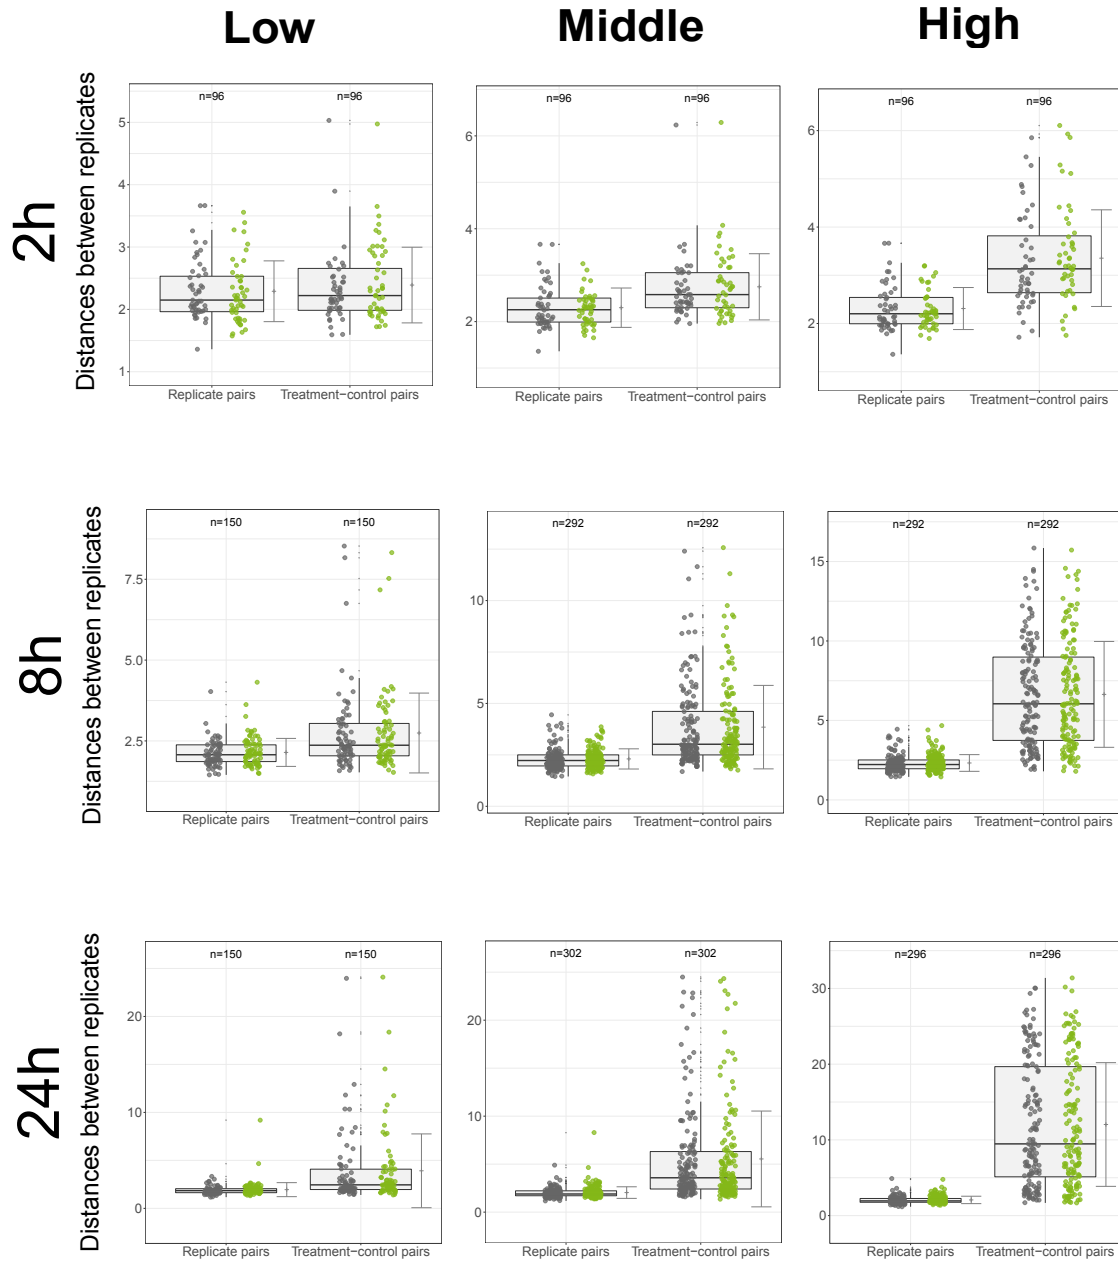 Low Middle High
2h
Distances between replicates
n=96 n=96
5
4
3
2
1
Replicate pairs Treatment−control pairs
n=96 n=96
6
4
2
Replicate pairs Treatment−control pairs
n=96 n=96
6
4
2
Replicate pairs Treatment−control pairs
8h
Distances between replicates
n=150 n=150
7.5
5.0
2.5
Replicate pairs Treatment−control pairs
n=292 n=292
10
5
0
Replicate pairs Treatment−control pairs
n=292 n=292
15
10
5
0
Replicate pairs Treatment−control pairs
24h
Distances between replicates
n=150 n=150
20
10
0
Replicate pairs Treatment−control pairs
n=302 n=302
20
10
0
Replicate pairs Treatment−control pairs
n=296 n=296
30
20
10
0
Replicate pairs Treatment−control pairs